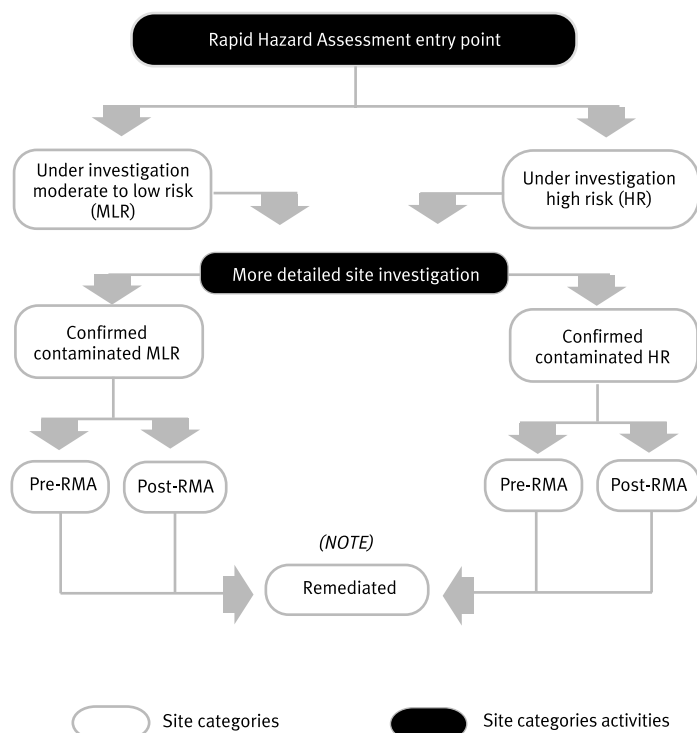 Rapid Hazard Assessment entry point
Under investigation
moderate to low risk
(MLR)
Under investigation
high risk (HR)
More detailed site investigation
Confirmed
contaminated MLR
Confirmed
contaminated HR
Pre-RMA
Post-RMA
Pre-RMA
Post-RMA
(NOTE)
Remediated
Site categories
Site categories activities